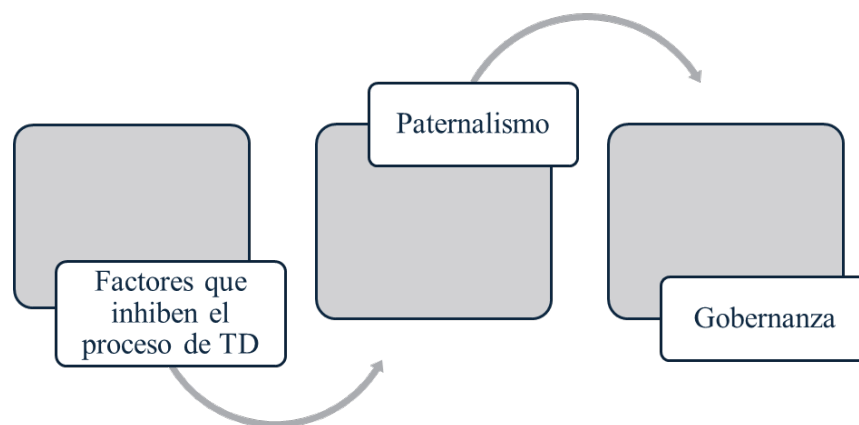 Factores que
inhiben el
proceso de TD
Paternalismo
Gobernanza